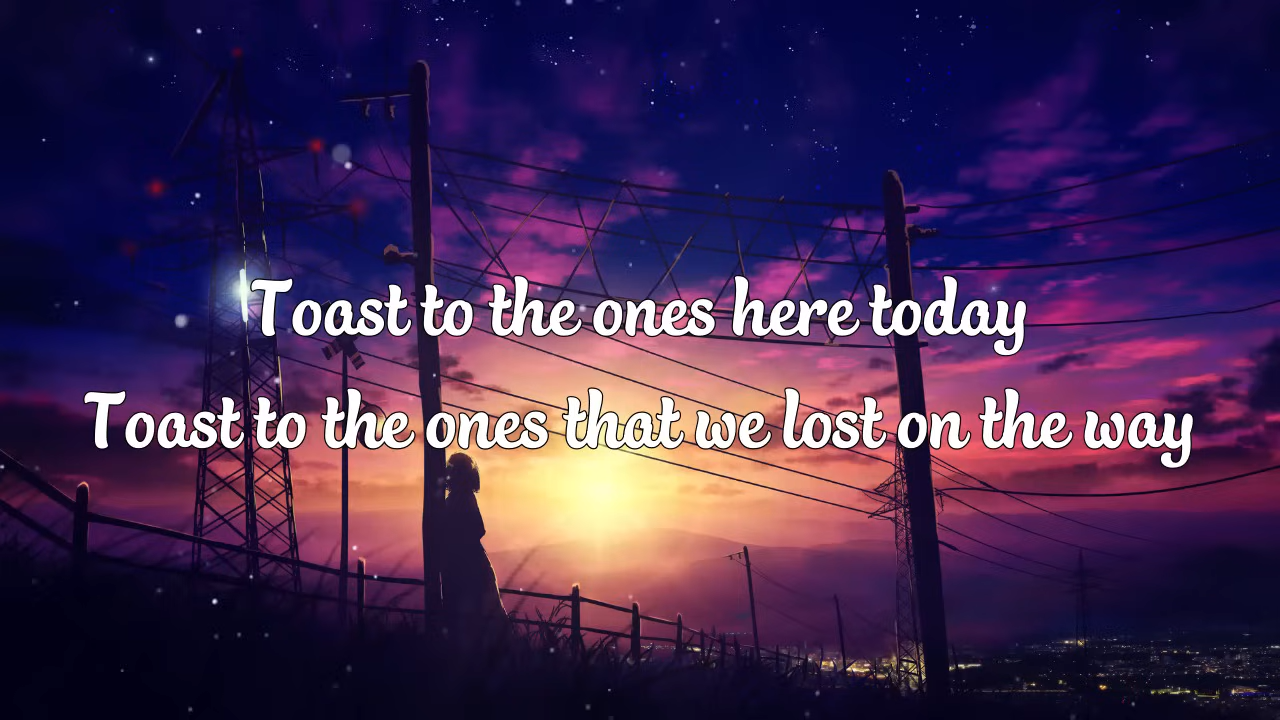 Toast to the ones here today
Toast to the ones that we lost on the way